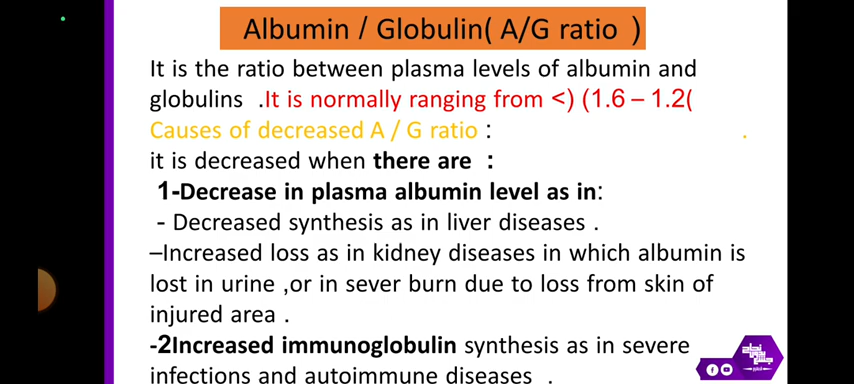 Albumin / Globulin( A/G ratio )
It is the ratio between plasma levels of albumin and
globulins .It is normally ranging from <) (1.6 – 1.2(
Causes of decreased A / G ratio : .
it is decreased when there are :
1-Decrease in plasma albumin level as in:
- Decreased synthesis as in liver diseases .
–Increased loss as in kidney diseases in which albumin is
lost in urine ,or in sever burn due to loss from skin of
injured area .
-2Increased immunoglobulin synthesis as in severe
infections and autoimmune diseases .